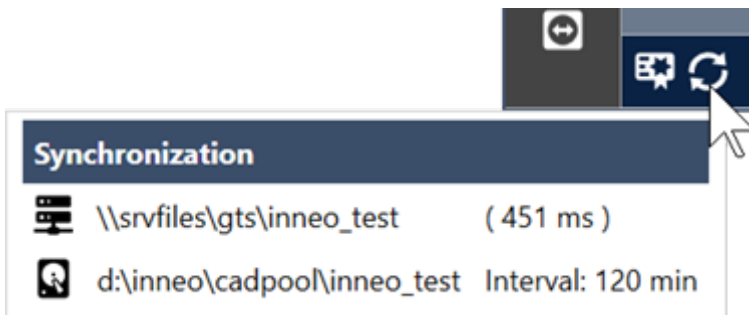 Synchronization
\\srvfiles\gts\inneo_test ( 451 ms )
d:\inneo\cadpool\inneo_test Interval: 120 min